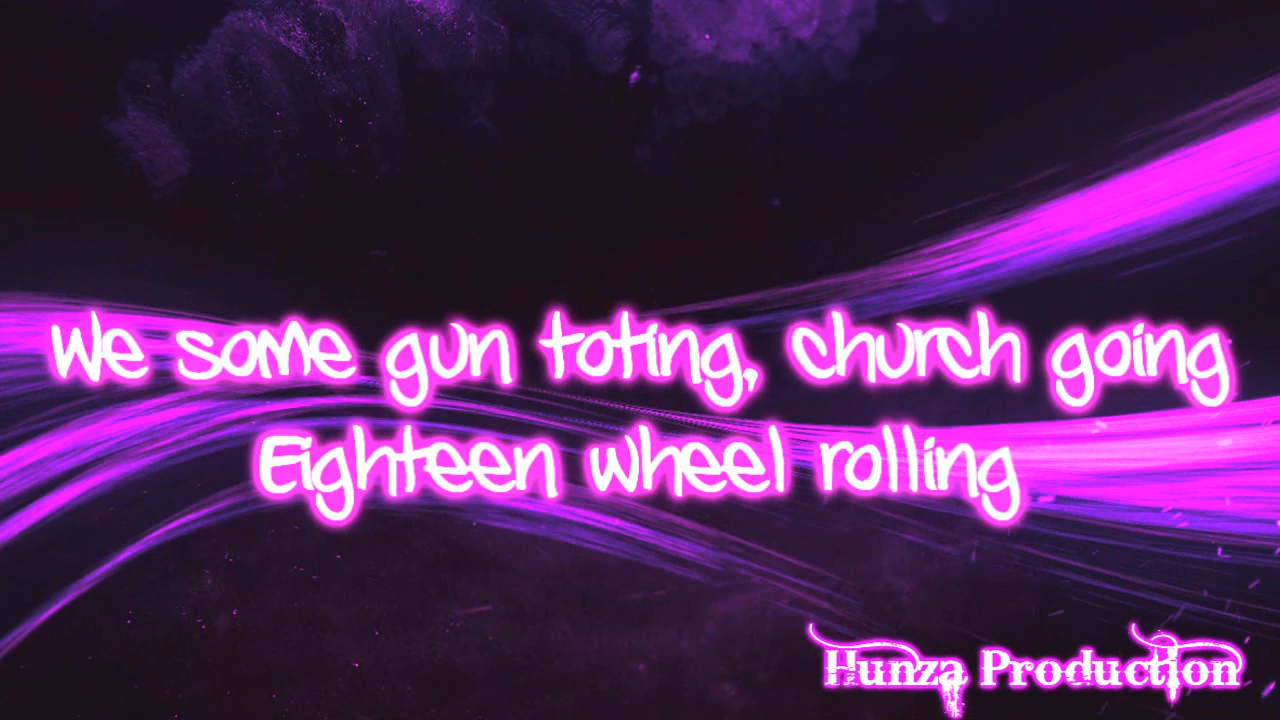 We some gun toting, church going
Eighteen wheel rolling
Hunza Production